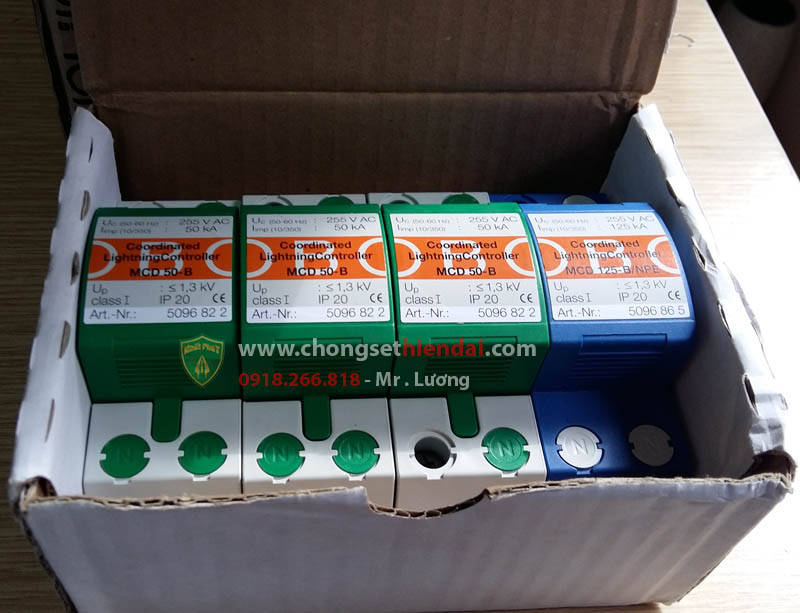 Uc (50-60 Hz) : 255 V AC
Iimp (10/350) : 50 kA
Coordinated
LightningController
MCD 50-B
Up : ≤ 1,3 kV
class I IP 20 CE
Art.-Nr.: 5096 82 2
Uc (50-60 Hz) : 255 V AC
Iimp (10/350) : 50 kA
Coordinated
LightningController
MCD 50-B
Up : ≤ 1,3 kV
class I IP 20 CE
Art.-Nr.: 5096 82 2
Uc (50-60 Hz) : 255 V AC
Iimp (10/350) : 50 kA
Coordinated
LightningController
MCD 50-B
Up : ≤ 1,3 kV
class I IP 20 CE
Art.-Nr.: 5096 82 2
Uc (50-60 Hz) : 255 V AC
Iimp (10/350) : 125 kA
Coordinated
LightningController
MCD 125-B/NPE
Up : ≤ 1,3 kV
class I IP 20 CE
Art.-Nr.: 5096 86 5
www.chongsethiendai.com
0918.266.818 - Mr. Lương
N N N N N N N